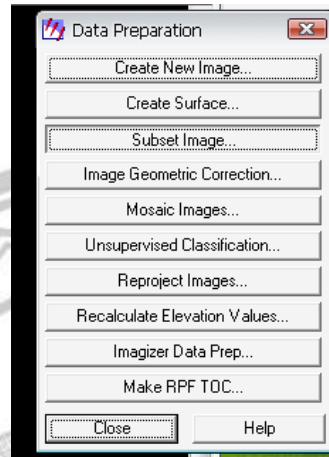 Data Preparation
Create New Image...
Create Surface...
Subset Image...
Image Geometric Correction...
Mosaic Images...
Unsupervised Classification...
Reproject Images...
Recalculate Elevation Values...
Imagizer Data Prep...
Make RPF TOC...
Close Help